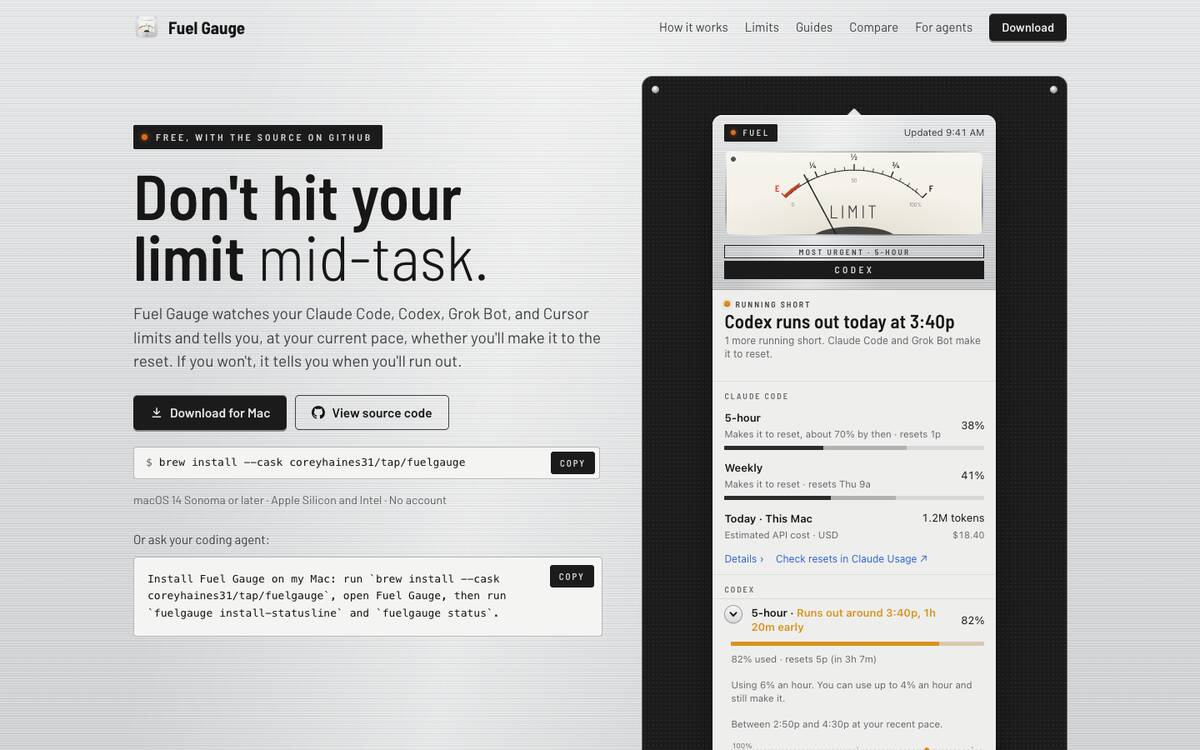 Fuel Gauge
How it works Limits Guides Compare For agents Download
FREE, WITH THE SOURCE ON GITHUB
Don't hit your
limit mid-task.
Fuel Gauge watches your Claude Code, Codex, Grok Bot, and Cursor
limits and tells you, at your current pace, whether you'll make it to the
reset. If you won't, it tells you when you'll run out.
Download for Mac View source code
$ brew install --cask coreyhaines31/tap/fuelgauge COPY
macOS 14 Sonoma or later · Apple Silicon and Intel · No account
Or ask your coding agent:
Install Fuel Gauge on my Mac: run `brew install --cask
coreyhaines31/tap/fuelgauge`, open Fuel Gauge, then run
`fuelgauge install-statusline` and `fuelgauge status`.
COPY
FUEL Updated 9:41 AM
E ¼ ½ ¾ F
0 50 100%
LIMIT
MOST URGENT · 5-HOUR
CODEX
RUNNING SHORT
Codex runs out today at 3:40p
1 more running short. Claude Code and Grok Bot make
it to reset.
CLAUDE CODE
5-hour 38%
Makes it to reset, about 70% by then · resets 1p
Weekly 41%
Makes it to reset · resets Thu 9a
Today · This Mac 1.2M tokens
Estimated API cost · USD $18.40
Details › Check resets in Claude Usage ↗
CODEX
5-hour · Runs out around 3:40p, 1h
20m early
82%
82% used · resets 5p (in 3h 7m)
Using 6% an hour. You can use up to 4% an hour and
still make it.
Between 2:50p and 4:30p at your recent pace.
100%